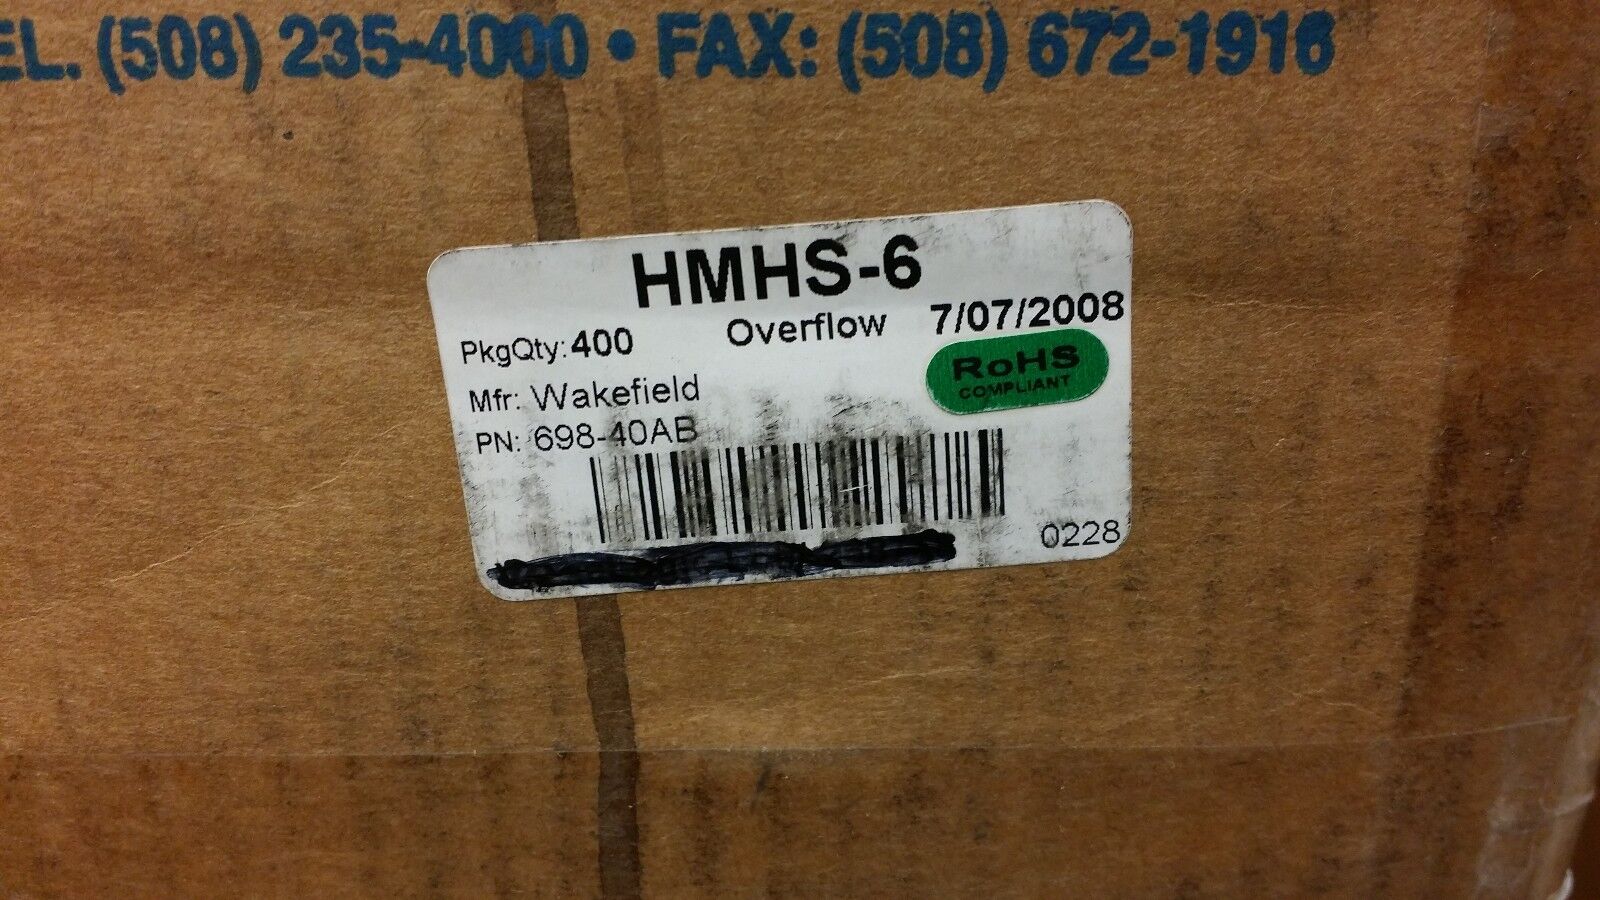 EL. (508) 235-4000 • FAX: (508) 672-1916
HMHS-6
PkgQty: 400 Overflow 7/07/2008
RoHS
COMPLIANT
Mfr: Wakefield
PN: 698-40AB
0228